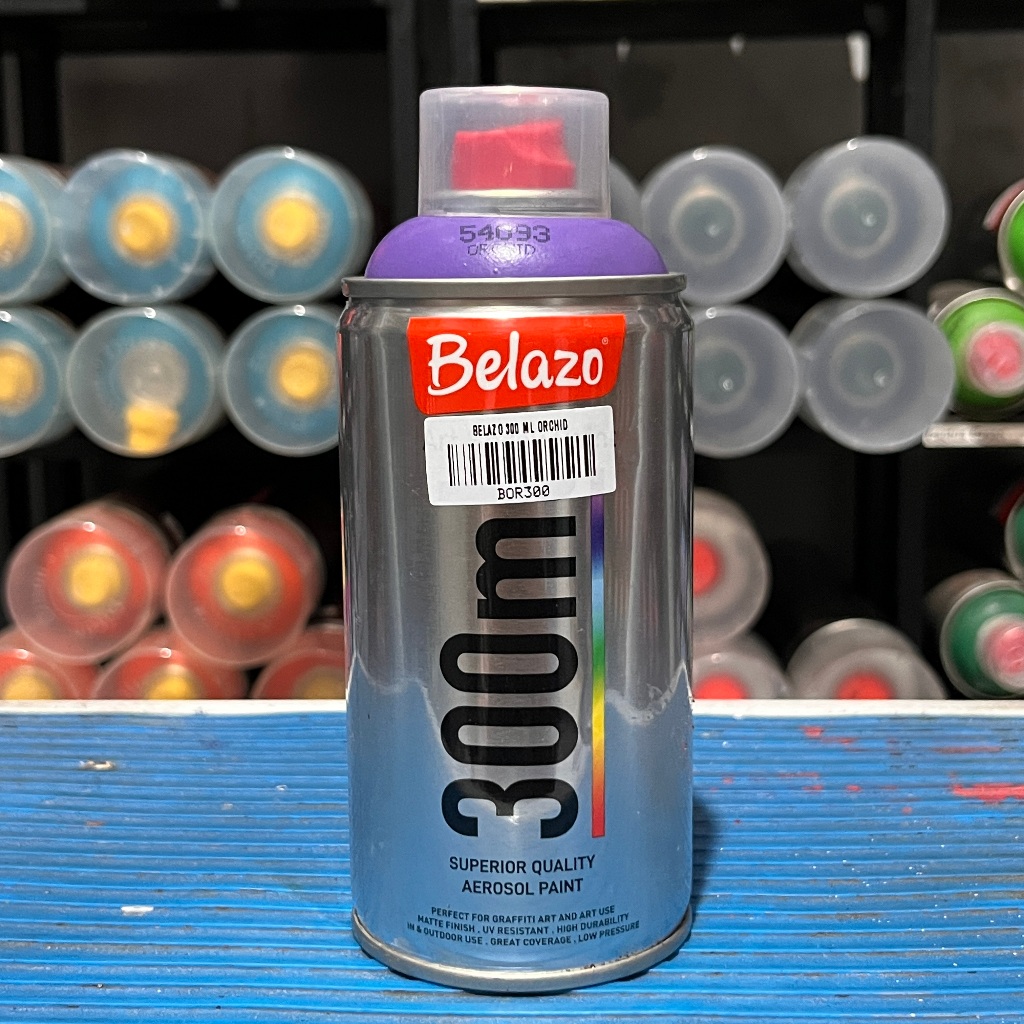 54093
ORCHID
Belazo®
BELAZO 300 ML ORCHID
BOR300
300m
SUPERIOR QUALITY
AEROSOL PAINT
PERFECT FOR GRAFFITI ART AND ART USE
MATTE FINISH . UV RESISTANT . HIGH DURABILITY
IN & OUTDOOR USE . GREAT COVERAGE . LOW PRESSURE